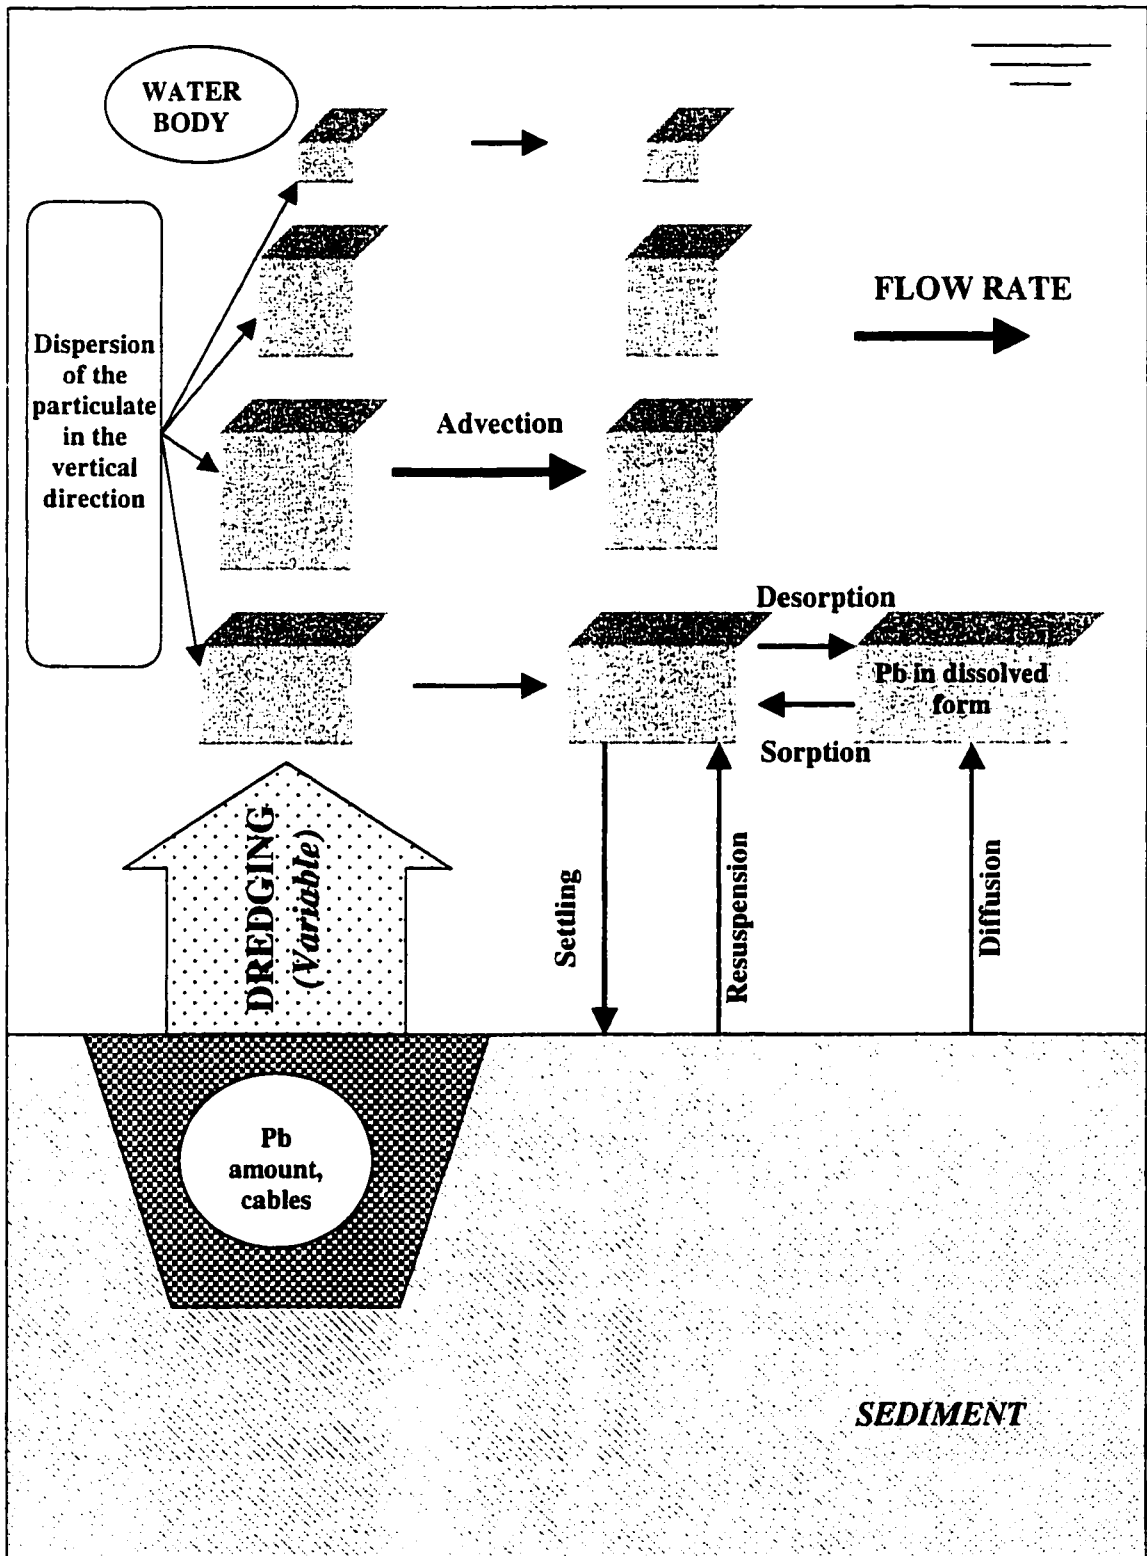 WATER
BODY
FLOW RATE
Dispersion
of the
particulate
in the
vertical
direction
Advection
Desorption
Pb in dissolved
form
Sorption
DREDGING
(Variable)
Settling
Resuspension
Diffusion
Pb
amount,
cables
SEDIMENT